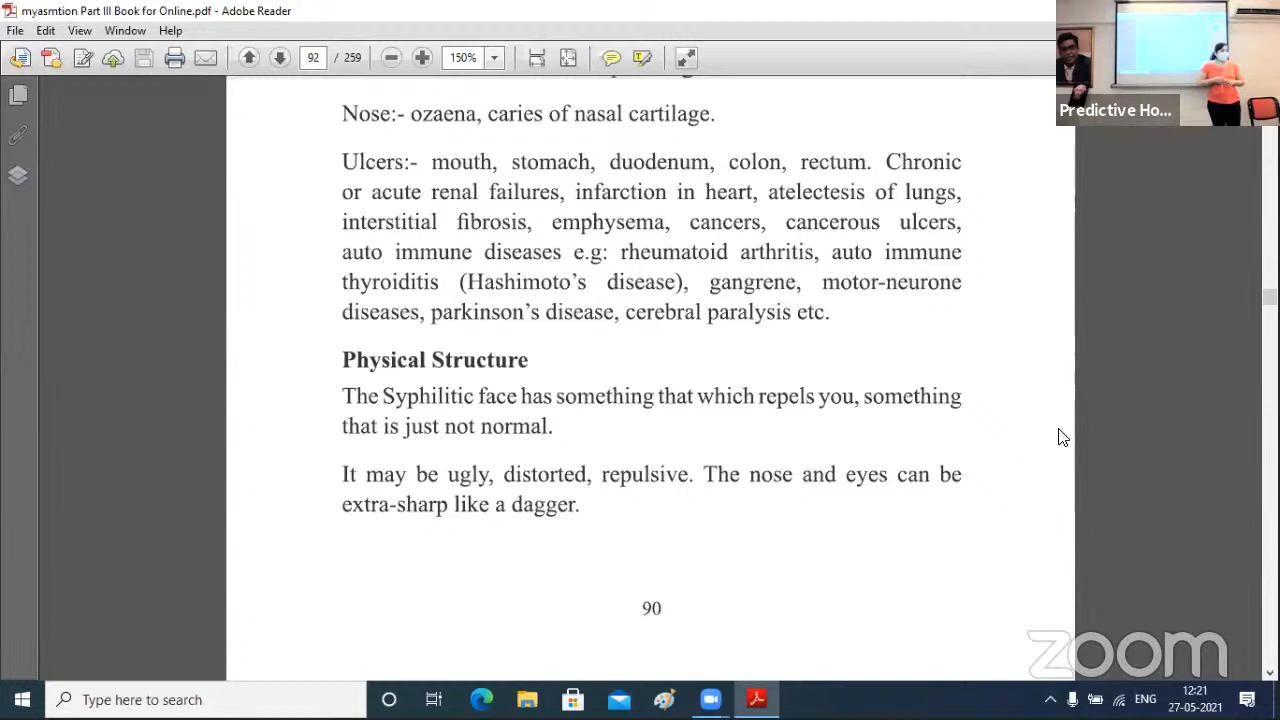 myasmtion Part III Book for Online.pdf - Adobe Reader
File Edit View Window Help
92 / 259 150%
Predictive Ho...
Nose:- ozaena, caries of nasal cartilage.
Ulcers:- mouth, stomach, duodenum, colon, rectum. Chronic
or acute renal failures, infarction in heart, atelectesis of lungs,
interstitial fibrosis, emphysema, cancers, cancerous ulcers,
auto immune diseases e.g: rheumatoid arthritis, auto immune
thyroiditis (Hashimoto’s disease), gangrene, motor-neurone
diseases, parkinson’s disease, cerebral paralysis etc.
Physical Structure
The Syphilitic face has something that which repels you, something
that is just not normal.
It may be ugly, distorted, repulsive. The nose and eyes can be
extra-sharp like a dagger.
90
zoom
Type here to search
ENG
12:21
27-05-2021